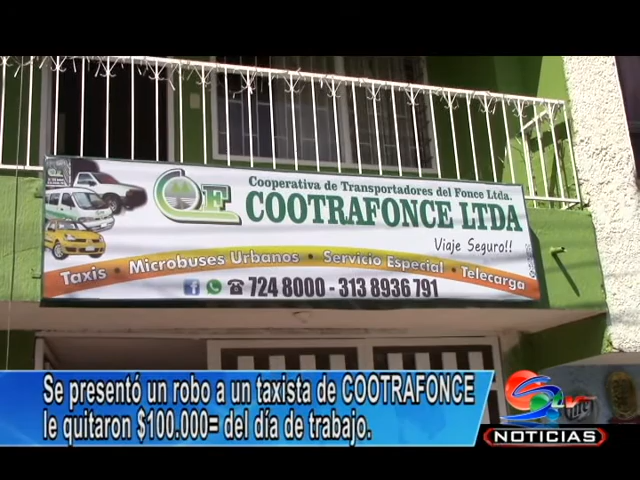 Cooperativa de Transportadores del Fonce Ltda.
COOTRAFONCE LTDA
Viaje Seguro!!
Taxis • Microbuses Urbanos • Servicio Especial • Telecarga
724 8000 - 313 8936 791
Se presentó un robo a un taxista de COOTRAFONCE
le quitaron $100.000= del día de trabajo.
NOTICIAS